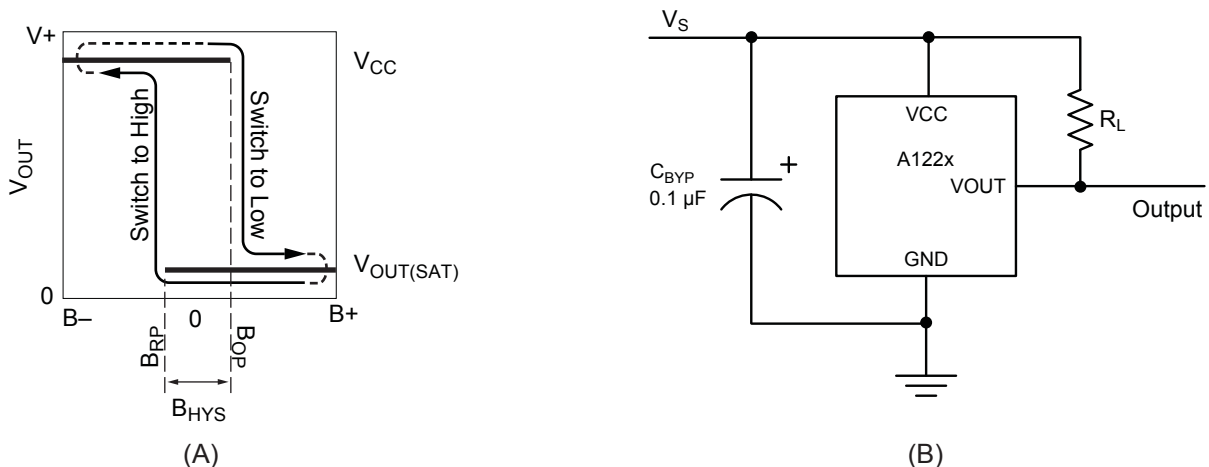 V+
VCC
VOUT
Switch to High
Switch to Low
VOUT(SAT)
0
B–
0
B+
BRP
BOP
BHYS
(A)
VS
VCC
A122x
VOUT
GND
CBYP
0.1 µF
+
RL
Output
(B)